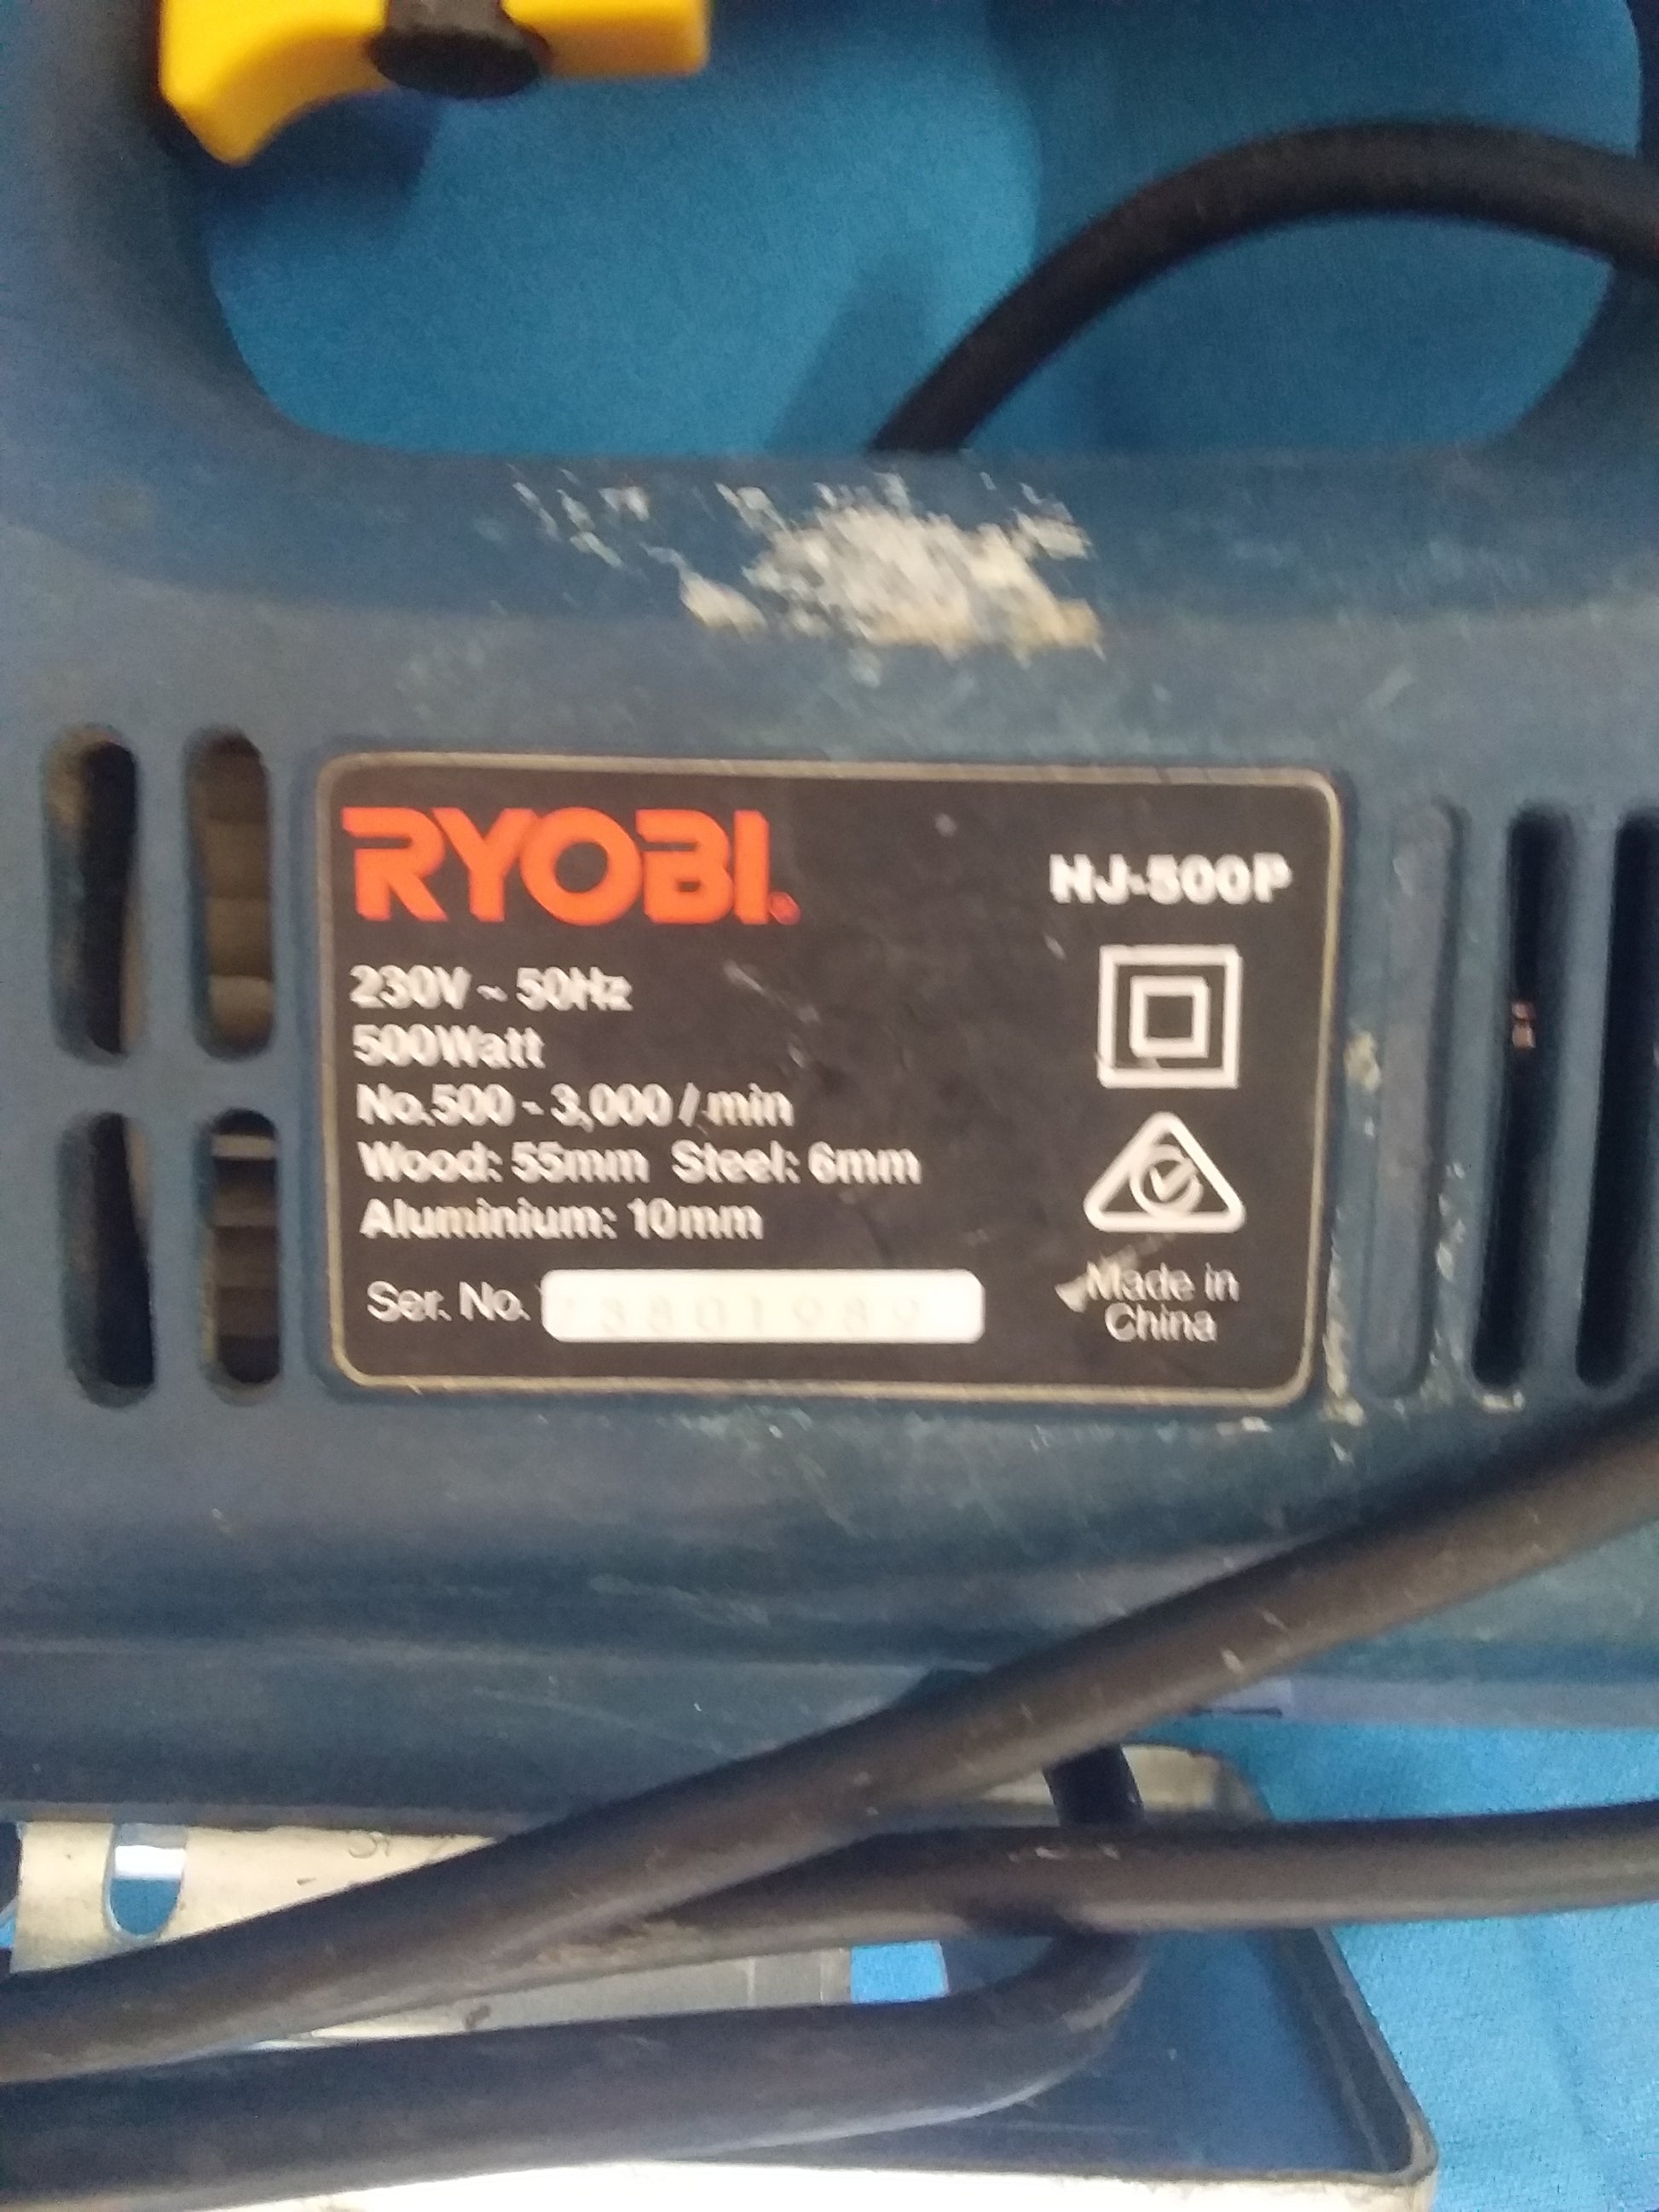 RYOBI
HJ-500P
230V ~ 50Hz
500Watt
No.500 - 3,000 / min
Wood: 55mm Steel: 6mm
Aluminium: 10mm
Ser. No.
Made in
China